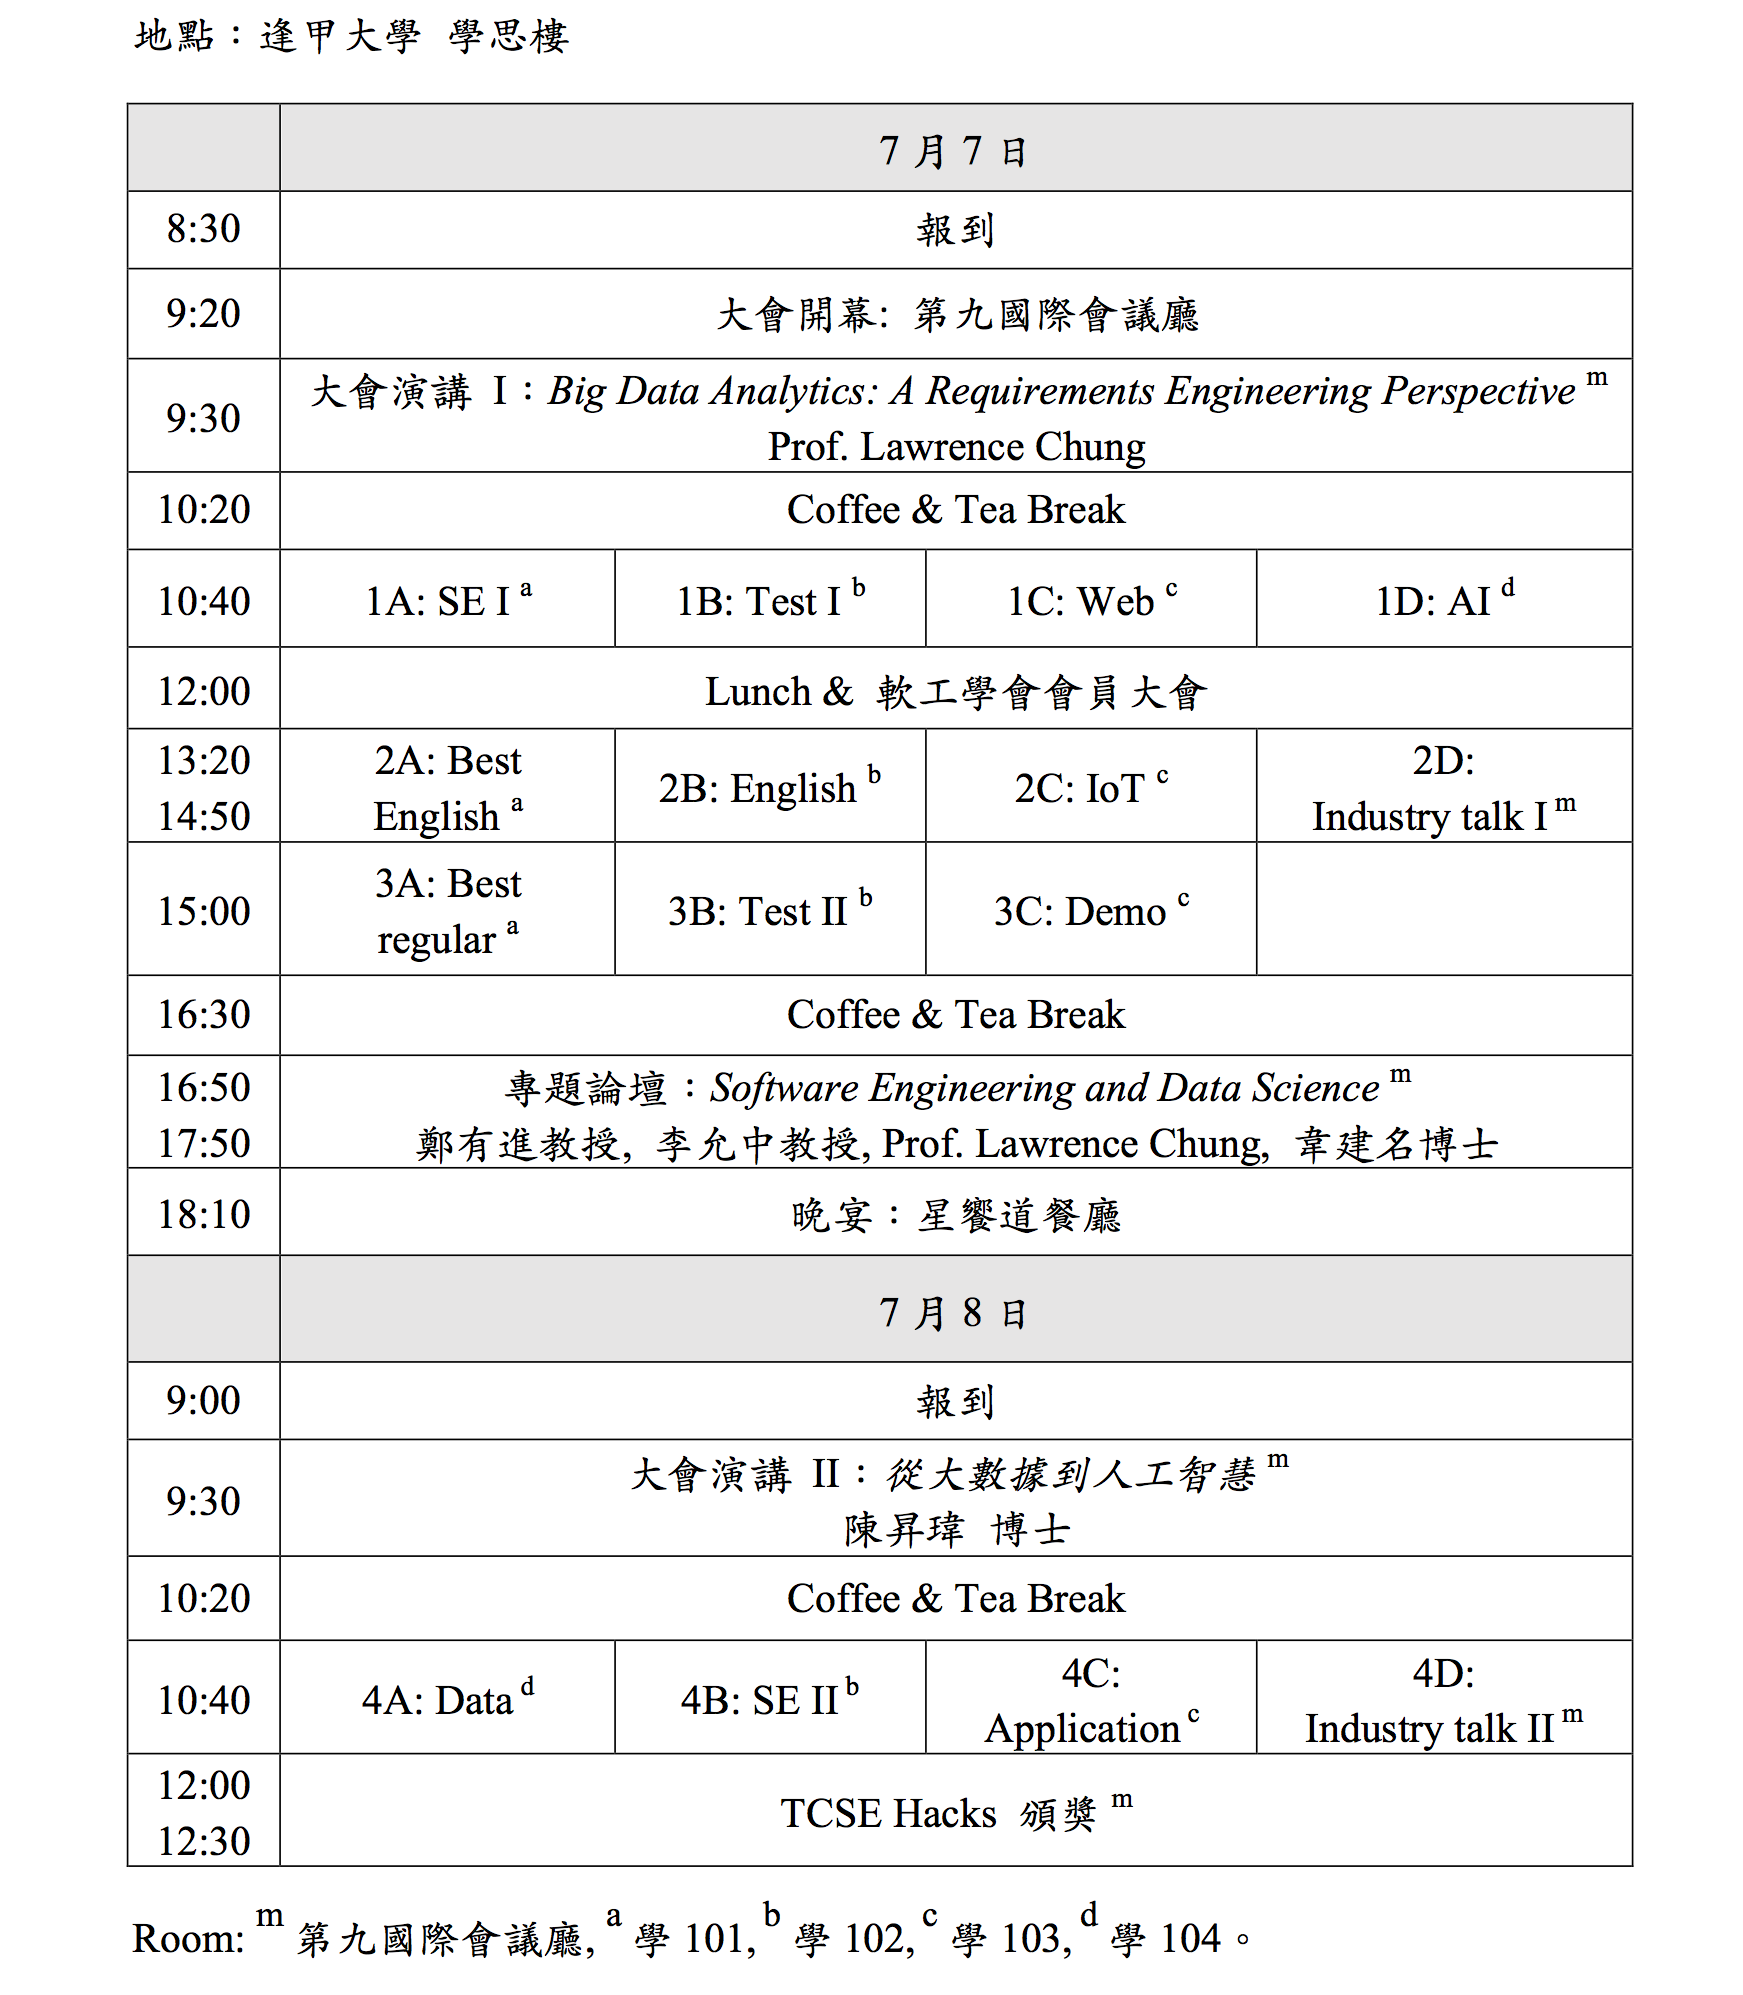 地點：逢甲大學 學思樓
7 月 7 日
8:30 報到
9:20 大會開幕: 第九國際會議廳
9:30 大會演講 I：Big Data Analytics: A Requirements Engineering Perspective m
Prof. Lawrence Chung
10:20 Coffee & Tea Break
10:40 1A: SE I a 1B: Test I b 1C: Web c 1D: AI d
12:00 Lunch & 軟工學會會員大會
13:20
14:50
2A: Best
English a
2B: English b
2C: IoT c
2D:
Industry talk I m
15:00
3A: Best
regular a
3B: Test II b
3C: Demo c
16:30 Coffee & Tea Break
16:50
17:50
專題論壇：Software Engineering and Data Science m
鄭有進教授, 李允中教授, Prof. Lawrence Chung, 韋建名博士
18:10 晚宴：星饗道餐廳
7 月 8 日
9:00 報到
9:30 大會演講 II：從大數據到人工智慧 m
陳昇瑋 博士
10:20 Coffee & Tea Break
10:40
4A: Data d
4B: SE II b
4C:
Application c
4D:
Industry talk II m
12:00
12:30
TCSE Hacks 頒獎 m
Room: m 第九國際會議廳, a 學 101, b 學 102, c 學 103, d 學 104。